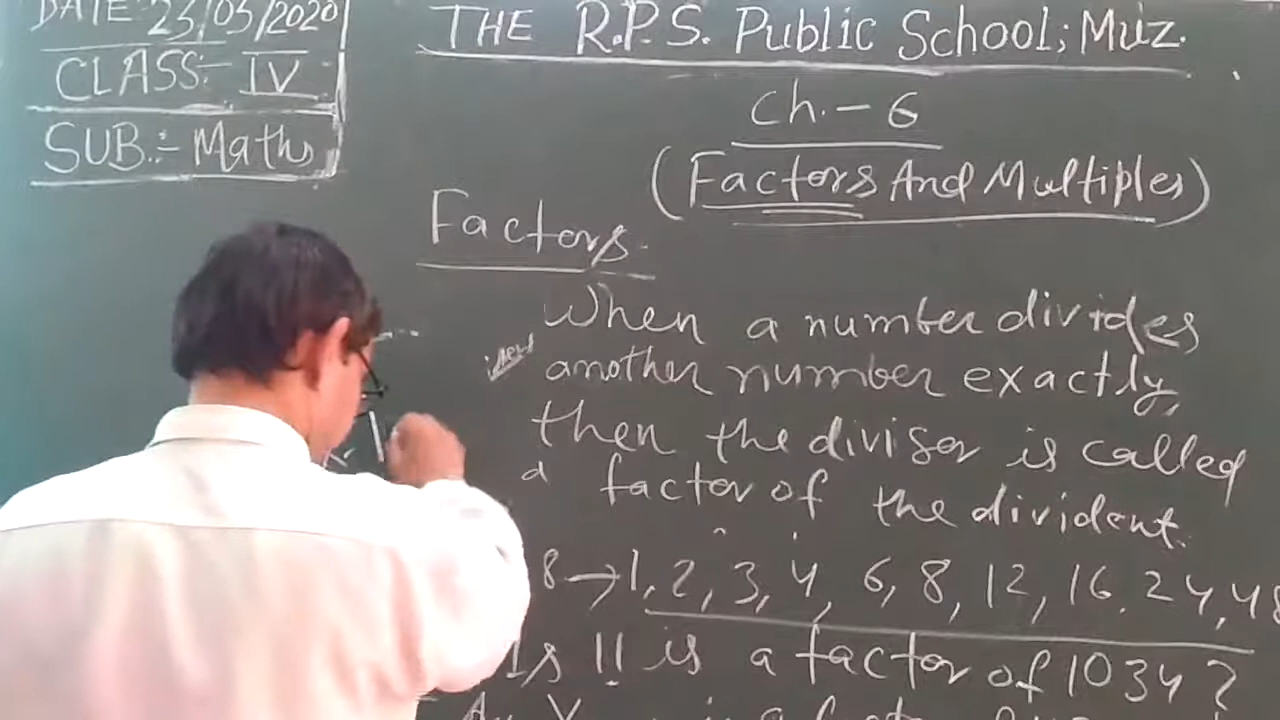 DATE: 23/05/2020
CLASS:- IV
SUB.:- Maths
THE R.P.S. Public School; Muz.
Ch.- 6
(Factors And Multiples)
Factors
When a number divides
another number exactly,
then the divisor is called
a factor of the divident.
8→1, 2, 3, 4, 6, 8, 12, 16. 24, 48
Is 11 is a factor of 1034?